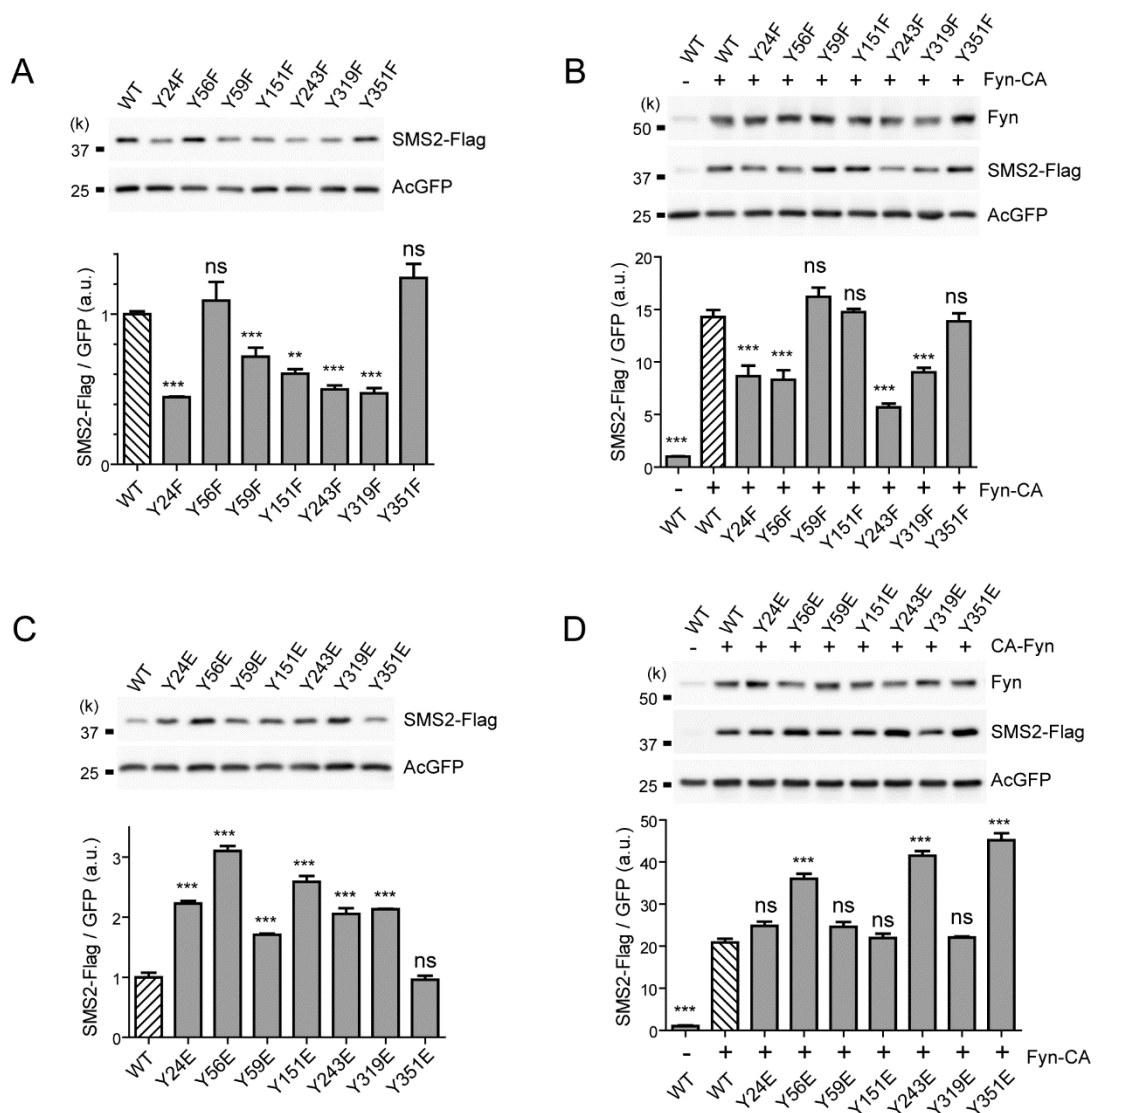 A
WT Y24F Y56F Y59F Y151F Y243F Y319F Y351F
(k)
37
SMS2-Flag
25
AcGFP
SMS2-Flag / GFP (a.u.)
1
0
*** ns *** ** *** *** ns
WT Y24F Y56F Y59F Y151F Y243F Y319F Y351F
B
WT WT Y24F Y56F Y59F Y151F Y243F Y319F Y351F
- + + + + + + + + Fyn-CA
(k)
50
Fyn
37
SMS2-Flag
25
AcGFP
SMS2-Flag / GFP (a.u.)
20
15
10
5
0
*** *** *** ns ns *** *** ns
- + + + + + + + + Fyn-CA
WT WT Y24F Y56F Y59F Y151F Y243F Y319F Y351F
C
WT Y24E Y56E Y59E Y151E Y243E Y319E Y351E
(k)
37
SMS2-Flag
25
AcGFP
SMS2-Flag / GFP (a.u.)
3
2
1
0
*** *** *** *** *** *** ns
WT Y24E Y56E Y59E Y151E Y243E Y319E Y351E
D
WT WT Y24E Y56E Y59E Y151E Y243E Y319E Y351E
- + + + + + + + + CA-Fyn
(k)
50
Fyn
37
SMS2-Flag
25
AcGFP
SMS2-Flag / GFP (a.u.)
50
40
30
20
10
0
*** ns *** ns ns *** ns ***
- + + + + + + + + Fyn-CA
WT WT Y24E Y56E Y59E Y151E Y243E Y319E Y351E